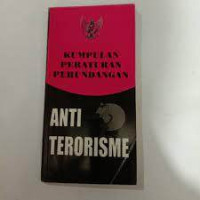 KUMPULAN
PERATURAN
PERUNDANGAN
ANTI
TERORISME